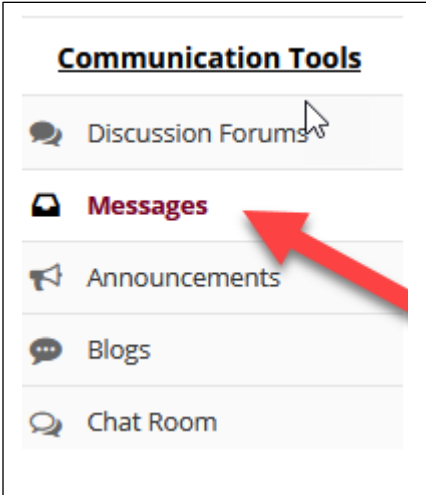 Communication Tools
Discussion Forums
Messages
Announcements
Blogs
Chat Room